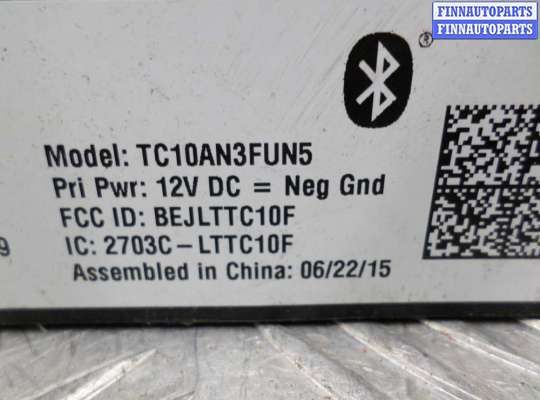 FINNAUTOPARTS
FINNAUTOPARTS
®
Model: TC10AN3FUN5
Pri Pwr: 12V DC = Neg Gnd
FCC ID: BEJLTTC10F
9 IC: 2703C-LTTC10F
Assembled in China: 06/22/15